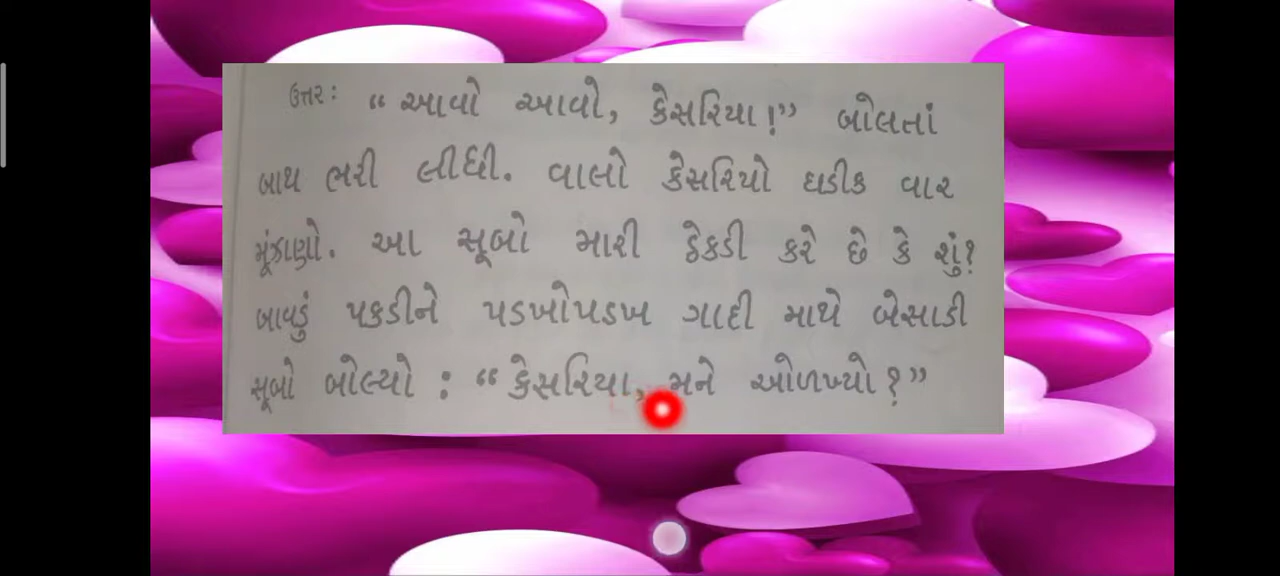 ઉત્તર: “ આવો આવો, કેસરિયા!” બોલતાં
બાથ ભરી લીધી. વાલો કેસરિયો ઘડીક વાર
મૂંઝાણો. આ સૂબો મારી ઠેકડી કરે છે કે શું?
બાવડું પકડીને પડખોપડખ ગાદી માથે બેસાડી
સૂબો બોલ્યો : “ કેસરિયા, મને ઓળખ્યો?”